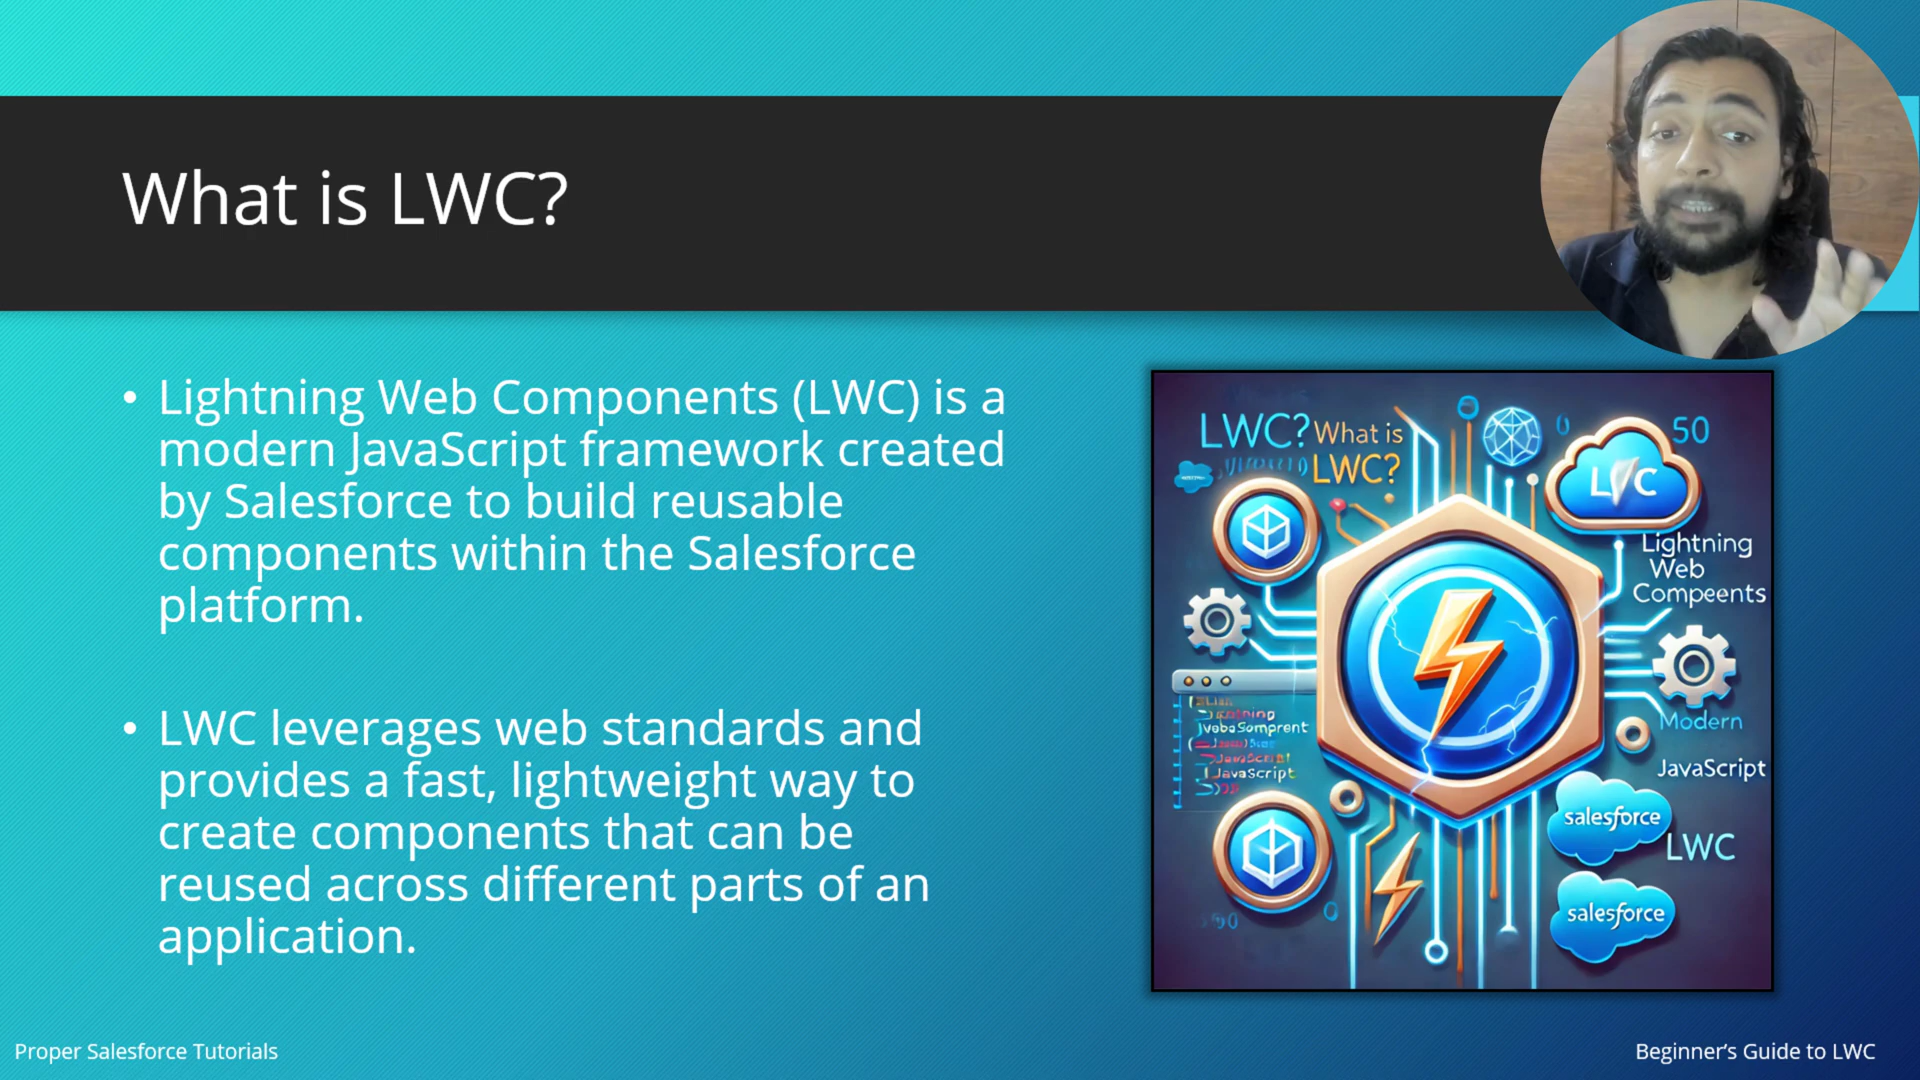 What is LWC?
• Lightning Web Components (LWC) is a
modern JavaScript framework created
by Salesforce to build reusable
components within the Salesforce
platform.
• LWC leverages web standards and
provides a fast, lightweight way to
create components that can be
reused across different parts of an
application.
LWC? What is
LWC?
50
Lightning
Web
Compeents
Modern
JavaScript
salesforce
LWC
salesforce
JavaScript
Proper Salesforce Tutorials
Beginner's Guide to LWC